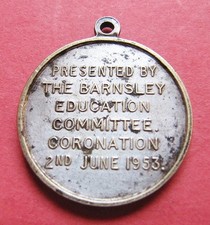 PRESENTED BY
THE BARNSLEY
EDUCATION
COMMITTEE.
CORONATION
2ND JUNE 1953.